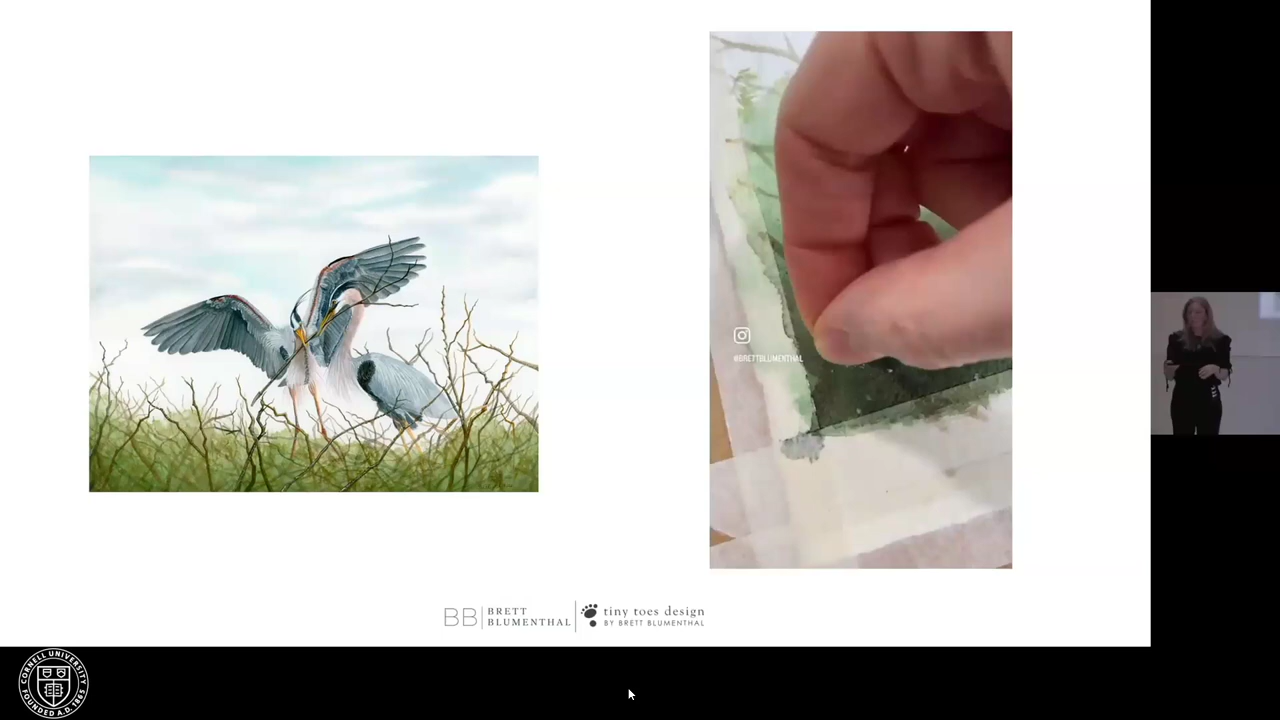 @BRETTBLUMENTHAL
BB BRETT BLUMENTHAL
tiny toes design
BY BRETT BLUMENTHAL
CORNELL UNIVERSITY
FOUNDED A.D. 1865